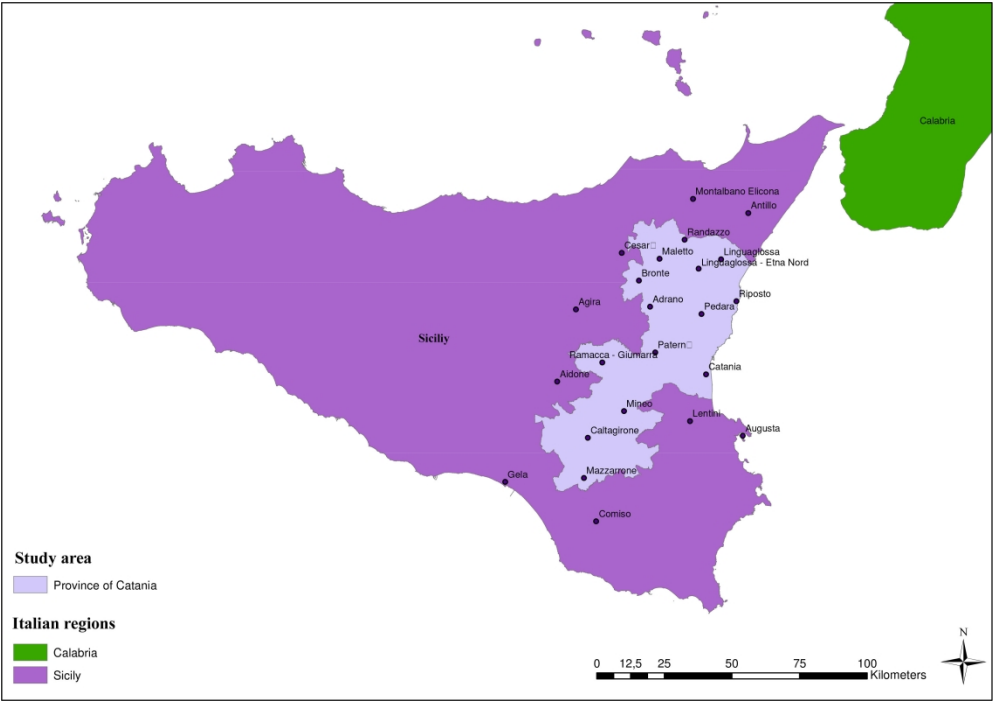 Calabria
Montalbano Elicona
Antillo
Randazzo
Cesar□
Maletto
Linguaglossa
Linguaglossa - Etna Nord
Bronte
Riposto
Agira
Adrano
Pedara
Siciliy
Patern□
Ramacca - Giumarra
Catania
Aidone
Mineo
Lentini
Caltagirone
Augusta
Mazzarrone
Gela
Comiso
Study area
Province of Catania
Italian regions
Calabria
Sicily
N
0 12,5 25 50 75 100
Kilometers